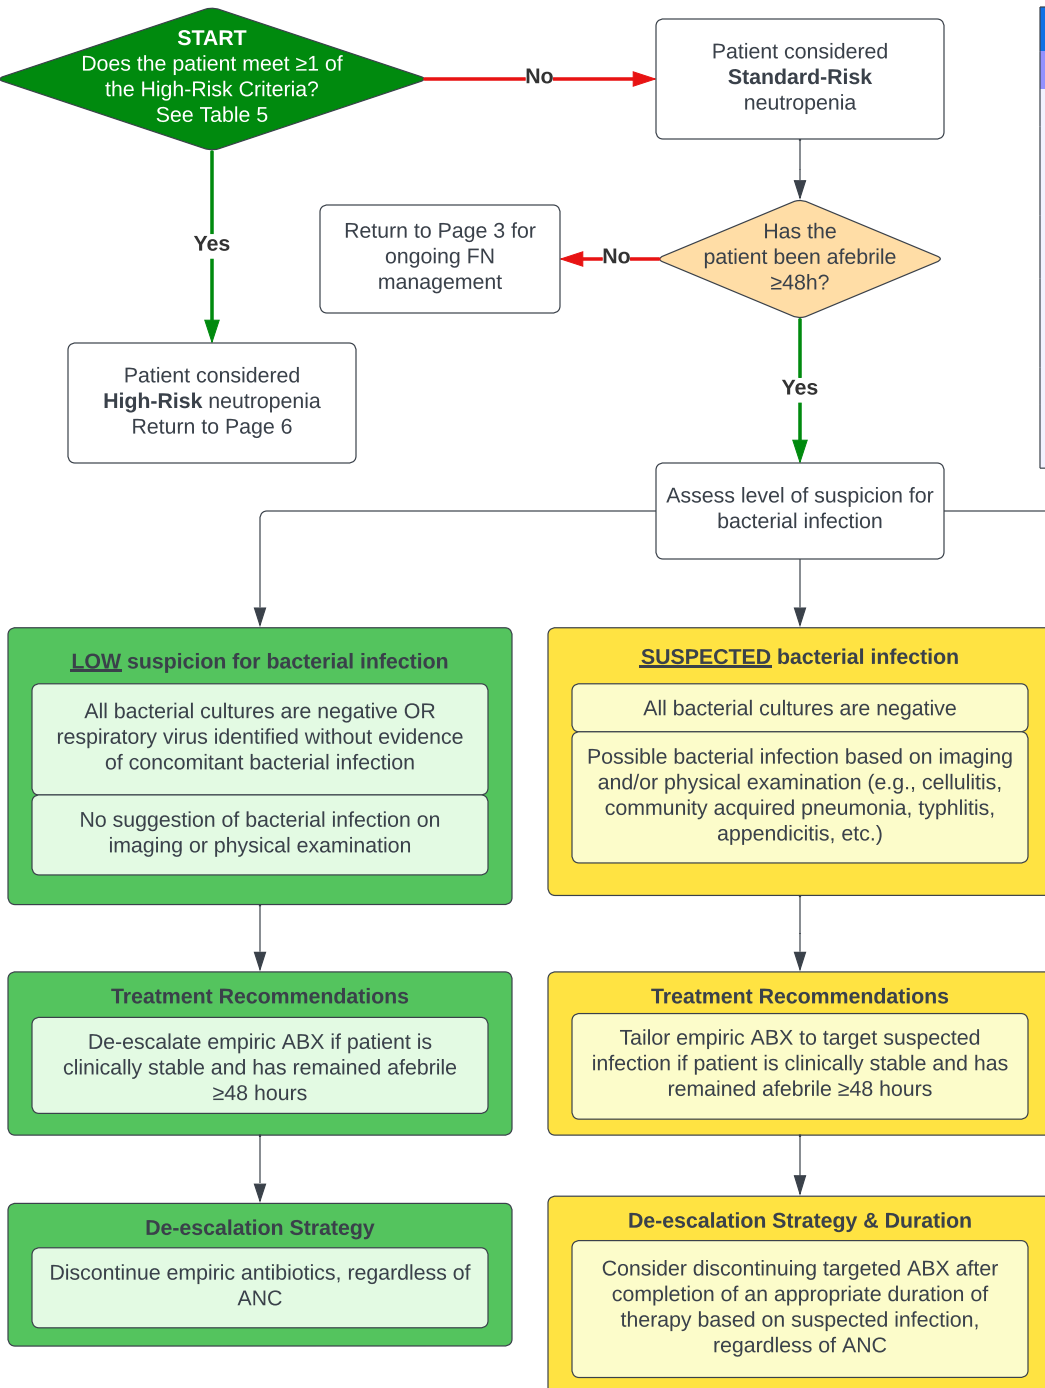 START
Does the patient meet ≥1 of
the High-Risk Criteria?
See Table 5
No
Patient considered
Standard-Risk
neutropenia
Yes
Return to Page 3 for
ongoing FN
management
No
Has the
patient been afebrile
≥48h?
Patient considered
High-Risk neutropenia
Return to Page 6
Yes
Assess level of suspicion for
bacterial infection
LOW suspicion for bacterial infection
All bacterial cultures are negative OR
respiratory virus identified without evidence
of concomitant bacterial infection
No suggestion of bacterial infection on
imaging or physical examination
SUSPECTED bacterial infection
All bacterial cultures are negative
Possible bacterial infection based on imaging
and/or physical examination (e.g., cellulitis,
community acquired pneumonia, typhlitis,
appendicitis, etc.)
Treatment Recommendations
De-escalate empiric ABX if patient is
clinically stable and has remained afebrile
≥48 hours
Treatment Recommendations
Tailor empiric ABX to target suspected
infection if patient is clinically stable and has
remained afebrile ≥48 hours
De-escalation Strategy
Discontinue empiric antibiotics, regardless of
ANC
De-escalation Strategy & Duration
Consider discontinuing targeted ABX after
completion of an appropriate duration of
therapy based on suspected infection,
regardless of ANC